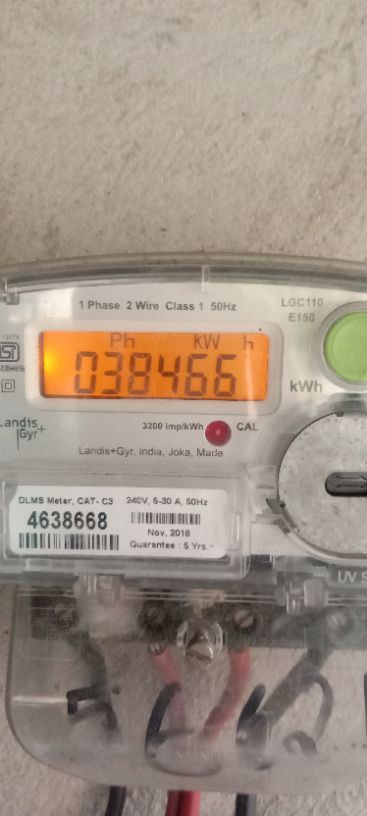 1 Phase 2 Wire Class 1 50Hz
LGC110
E150
Ph KW h
038466
kWh
Landis+
Gyr
3200 imp/kWh
CAL
Landis+Gyr, India, Joka, Made
DLMS Meter, CAT- C3 240V, 5-30 A, 50Hz
4638668
Nov, 2018
Guarantee : 5 Yrs.
UV S